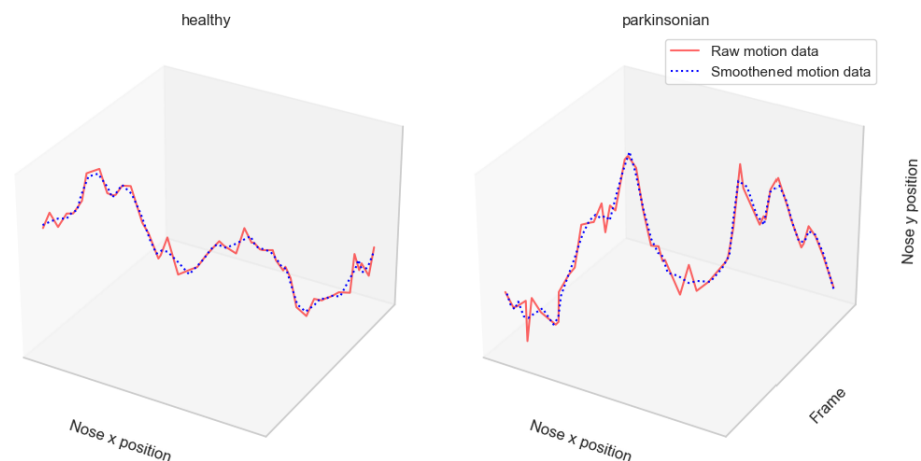 healthy
parkinsonian
Raw motion data
Smoothened motion data
Nose y position
Frame
Nose x position
Nose x position